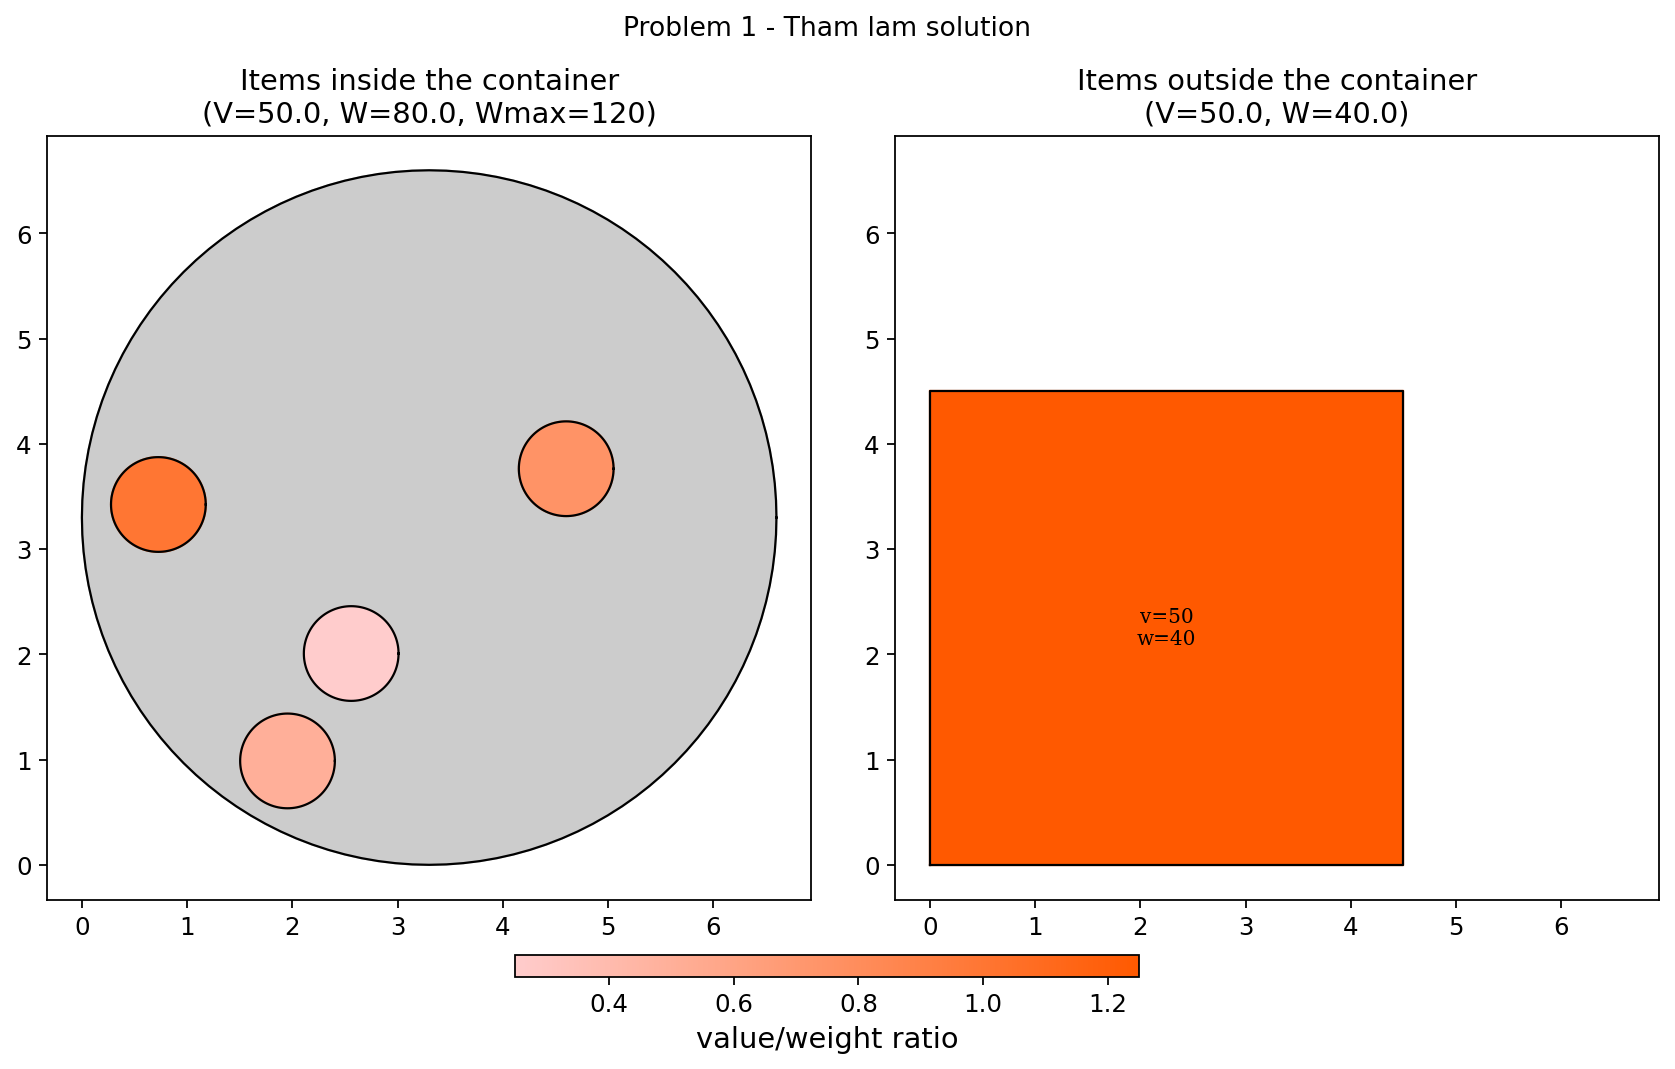 Problem 1 - Tham lam solution
Items inside the container
(V=50.0, W=80.0, Wmax=120)
6
5
4
3
2
1
0
0 1 2 3 4 5 6
Items outside the container
(V=50.0, W=40.0)
6
5
4
3
2
1
0
v=50
w=40
0 1 2 3 4 5 6
0.4 0.6 0.8 1.0 1.2
value/weight ratio